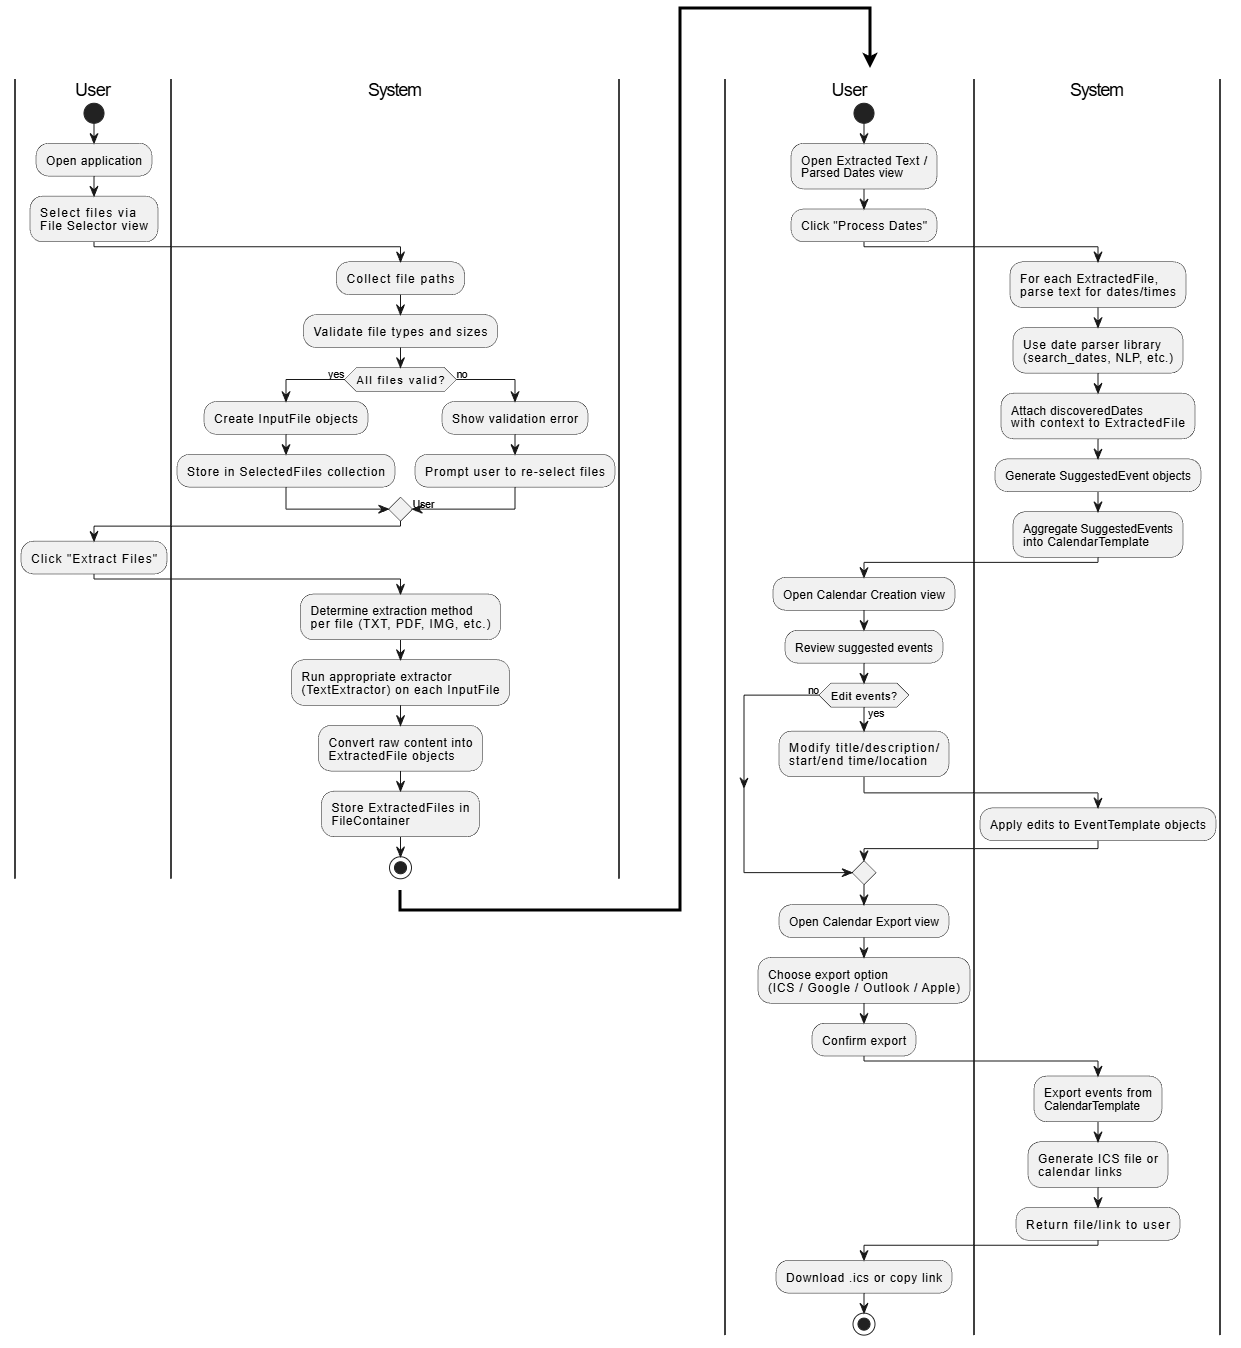 User
System
Open application
Select files via
File Selector view
Collect file paths
Validate file types and sizes
All files valid?
yes
no
Create InputFile objects
Show validation error
Store in SelectedFiles collection
Prompt user to re-select files
User
Click "Extract Files"
Determine extraction method
per file (TXT, PDF, IMG, etc.)
Run appropriate extractor
(TextExtractor) on each InputFile
Convert raw content into
ExtractedFile objects
Store ExtractedFiles in
FileContainer
User
System
Open Extracted Text /
Parsed Dates view
Click "Process Dates"
For each ExtractedFile,
parse text for dates/times
Use date parser library
(search_dates, NLP, etc.)
Attach discoveredDates
with context to ExtractedFile
Generate SuggestedEvent objects
Aggregate SuggestedEvents
into CalendarTemplate
Open Calendar Creation view
Review suggested events
Edit events?
no
yes
Modify title/description/
start/end time/location
Apply edits to EventTemplate objects
Open Calendar Export view
Choose export option
(ICS / Google / Outlook / Apple)
Confirm export
Export events from
CalendarTemplate
Generate ICS file or
calendar links
Return file/link to user
Download .ics or copy link